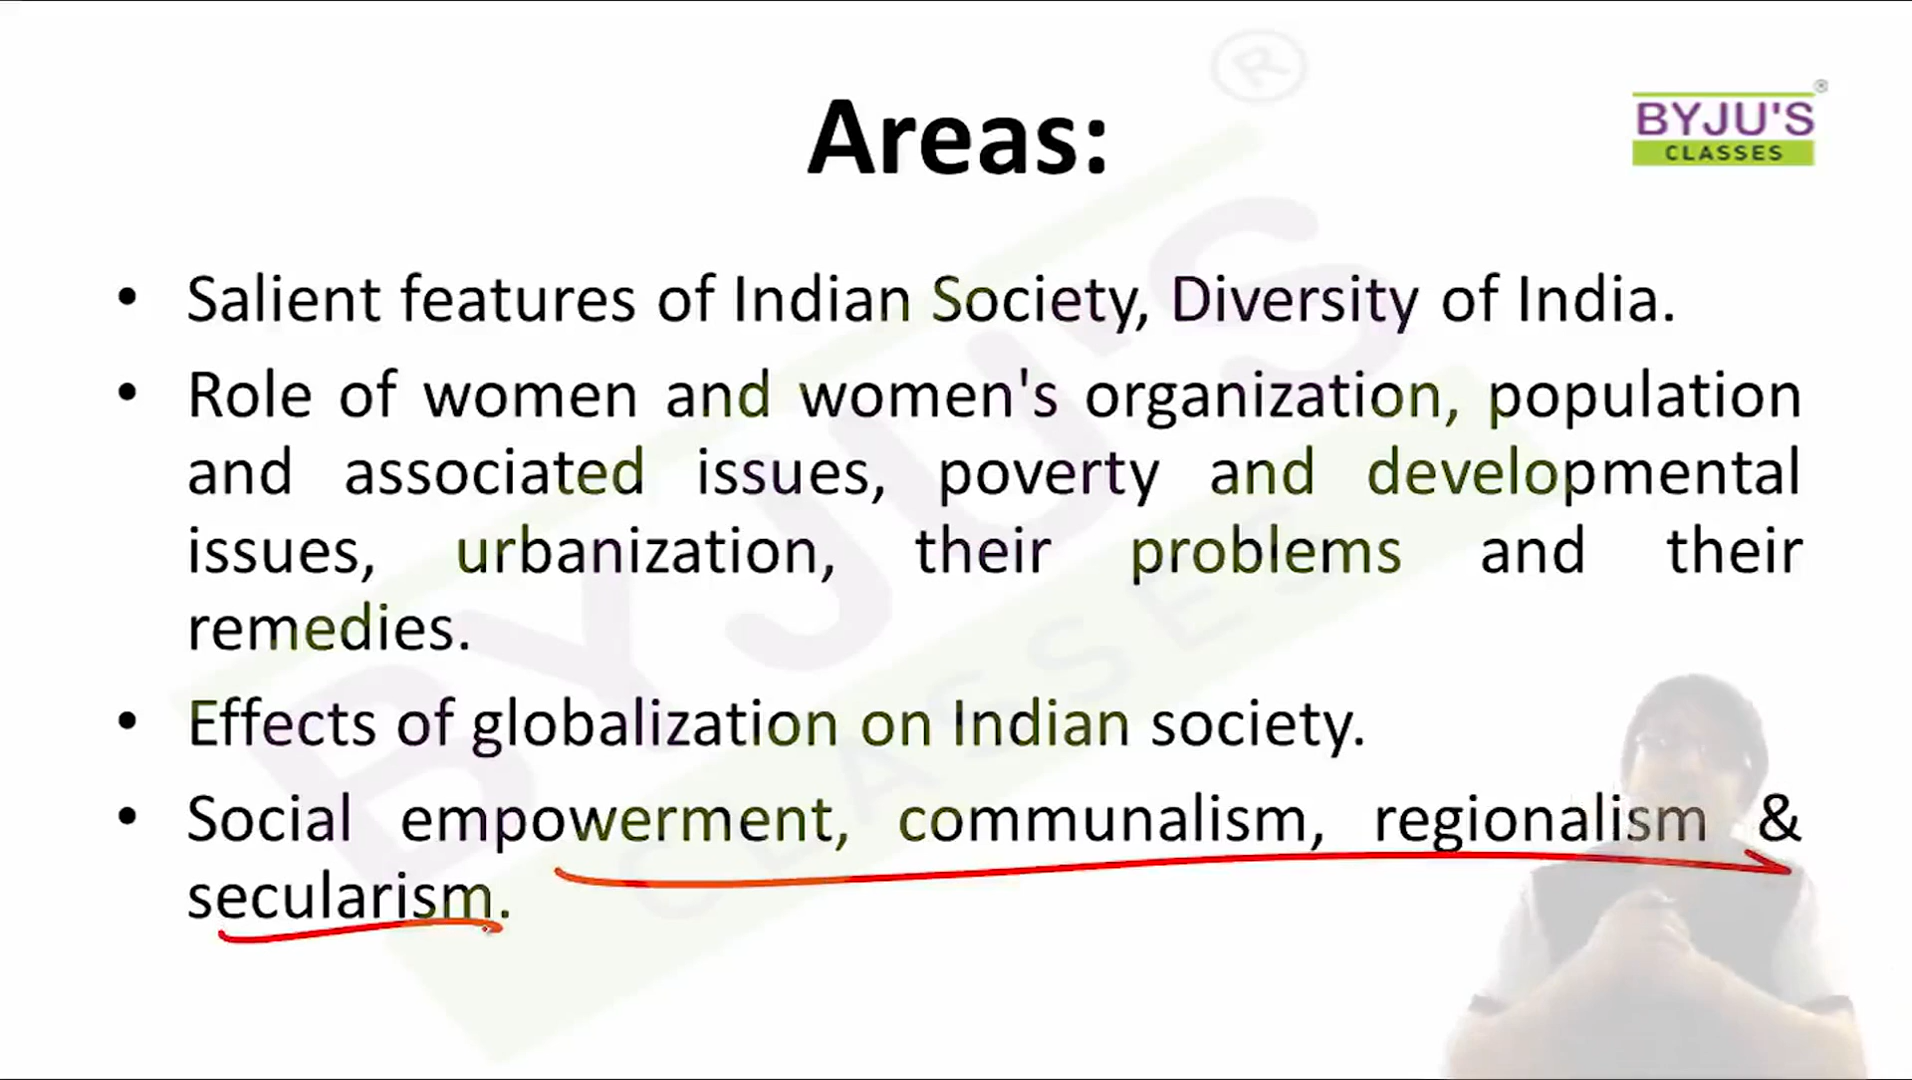 Areas:
BYJU'S
CLASSES
• Salient features of Indian Society, Diversity of India.
• Role of women and women's organization, population
and associated issues, poverty and developmental
issues, urbanization, their problems and their
remedies.
• Effects of globalization on Indian society.
• Social empowerment, communalism, regionalism &
secularism.
BYJU'S
CLASSES